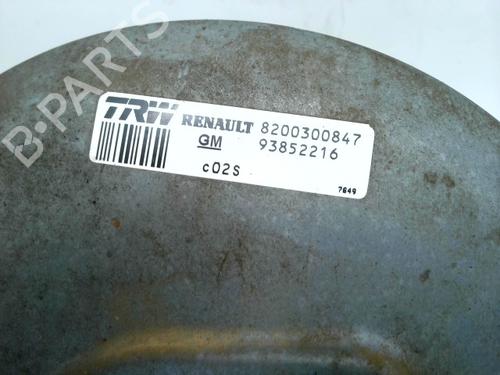 B-PARTS
TRW RENAULT 8200300847
GM 93852216
c02s
7649